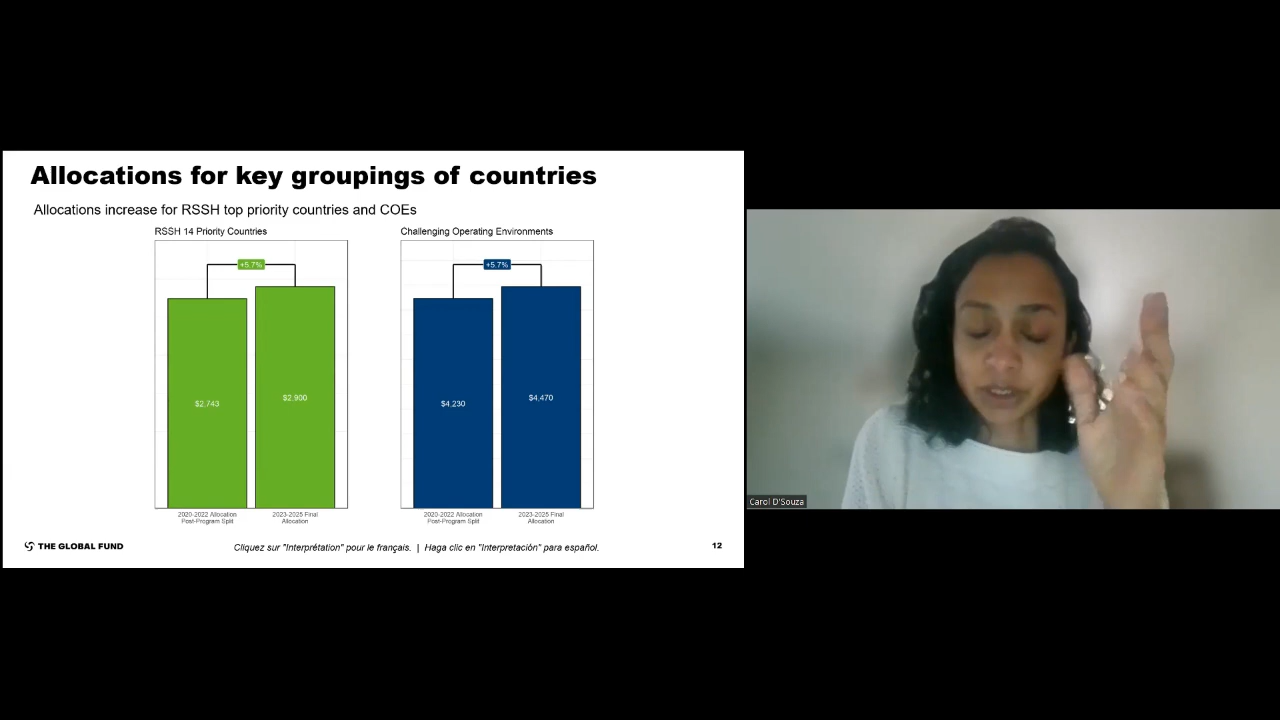 Allocations for key groupings of countries
Allocations increase for RSSH top priority countries and COEs
RSSH 14 Priority Countries
+5.7%
$2,743
$2,900
2020-2022 Allocation
Post-Program Split
2023-2025 Final
Allocation
Challenging Operating Environments
+5.7%
$4,230
$4,470
2020-2022 Allocation
Post-Program Split
2023-2025 Final
Allocation
THE GLOBAL FUND
Cliquez sur "Interprétation" pour le français. | Haga clic en "Interpretación" para español.
12
Carol D'Souza